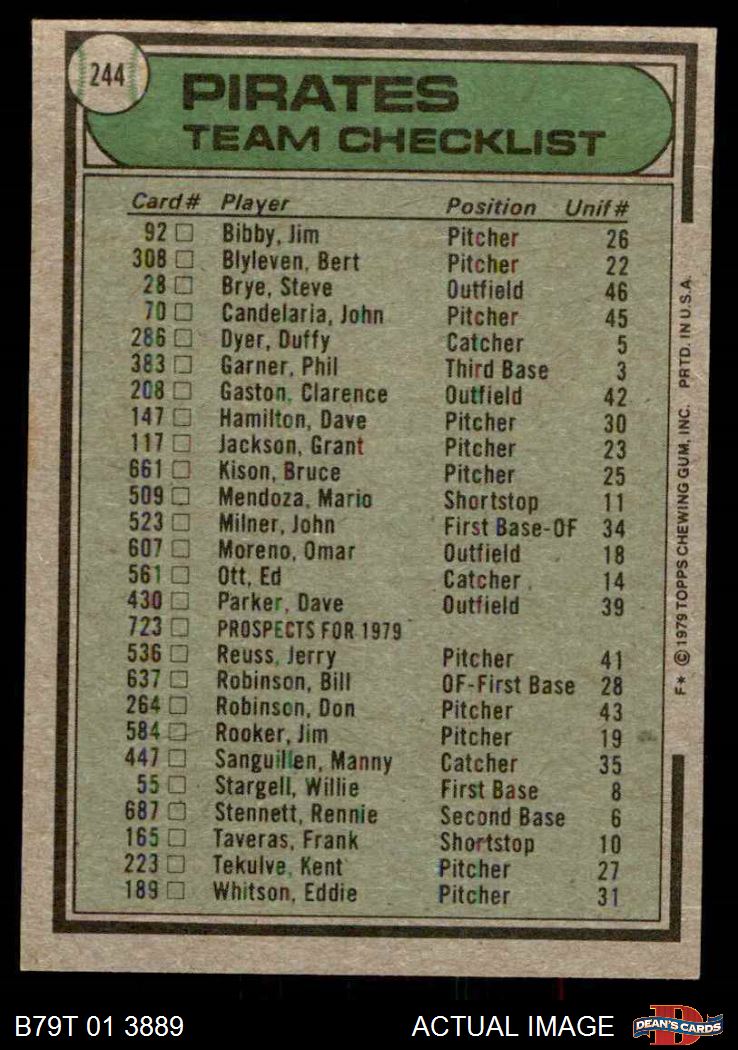 244
PIRATES
TEAM CHECKLIST
Card# Player Position Unif#
92 Bibby, Jim Pitcher 26
308 Blyleven, Bert Pitcher 22
28 Brye, Steve Outfield 46
70 Candelaria, John Pitcher 45
286 Dyer, Duffy Catcher 5
383 Garner, Phil Third Base 3
208 Gaston, Clarence Outfield 42
147 Hamilton, Dave Pitcher 30
117 Jackson, Grant Pitcher 23
661 Kison, Bruce Pitcher 25
509 Mendoza, Mario Shortstop 11
523 Milner, John First Base-OF 34
607 Moreno, Omar Outfield 18
561 Ott, Ed Catcher 14
430 Parker, Dave Outfield 39
723 PROSPECTS FOR 1979
536 Reuss, Jerry Pitcher 41
637 Robinson, Bill OF-First Base 28
264 Robinson, Don Pitcher 43
584 Rooker, Jim Pitcher 19
447 Sanguillen, Manny Catcher 35
55 Stargell, Willie First Base 8
687 Stennett, Rennie Second Base 6
165 Taveras, Frank Shortstop 10
223 Tekulve, Kent Pitcher 27
189 Whitson, Eddie Pitcher 31
F* © 1979 TOPPS CHEWING GUM, INC. PRTD. IN U.S.A.
B79T 01 3889 ACTUAL IMAGE
D
DEAN'S CARDS